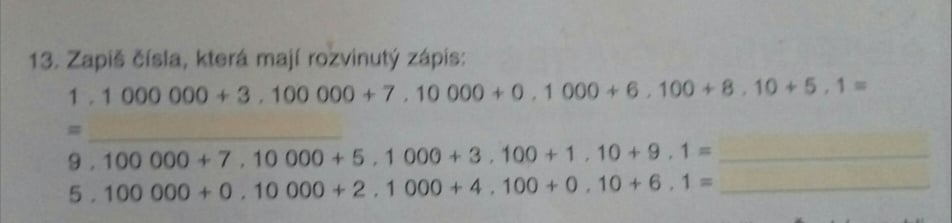 13. Zapiš čísla, která mají rozvinutý zápis:
1 . 1 000 000 + 3 . 100 000 + 7 . 10 000 + 0 . 1 000 + 6 . 100 + 8 . 10 + 5 . 1 =
=
9 . 100 000 + 7 . 10 000 + 5 . 1 000 + 3 . 100 + 1 . 10 + 9 . 1 =
5 . 100 000 + 0 . 10 000 + 2 . 1 000 + 4 . 100 + 0 . 10 + 6 . 1 =